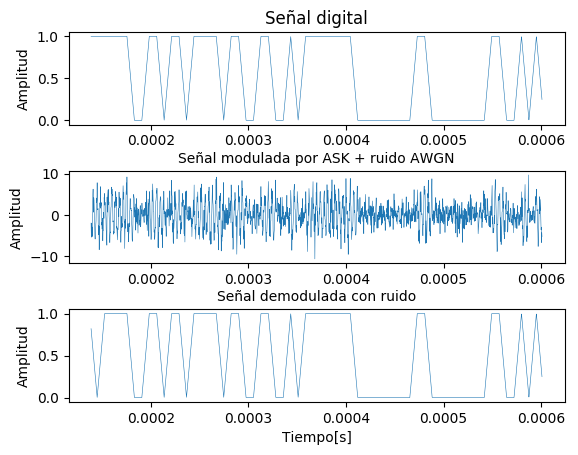 Señal digital
1.0
0.5
0.0
Amplitud
0.0002 0.0003 0.0004 0.0005 0.0006
Señal modulada por ASK + ruido AWGN
10
0
−10
Amplitud
0.0002 0.0003 0.0004 0.0005 0.0006
Señal demodulada con ruido
1.0
0.5
0.0
Amplitud
0.0002 0.0003 0.0004 0.0005 0.0006
Tiempo[s]